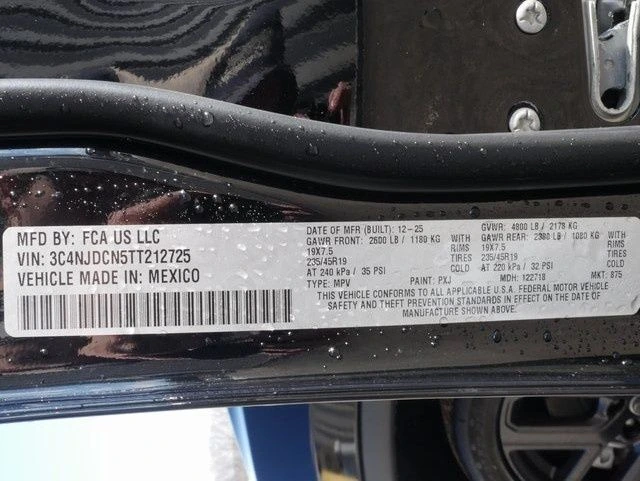 MFD BY: FCA US LLC
VIN: 3C4NJDCN5TT212725
VEHICLE MADE IN: MEXICO
DATE OF MFR (BUILT): 12-25 GVWR: 4800 LB / 2178 KG
GAWR FRONT: 2600 LB / 1180 KG WITH GAWR REAR: 2380 LB / 1080 KG WITH
19X7.5 RIMS 19X7.5 RIMS
235/45R19 TIRES 235/45R19 TIRES
AT 240 kPa / 35 PSI COLD AT 220 kPa / 32 PSI COLD
TYPE: MPV PAINT: PXJ MDH: 122718 MKT: 875
THIS VEHICLE CONFORMS TO ALL APPLICABLE U.S.A. FEDERAL MOTOR VEHICLE
SAFETY AND THEFT PREVENTION STANDARDS IN EFFECT ON THE DATE OF
MANUFACTURE SHOWN ABOVE.